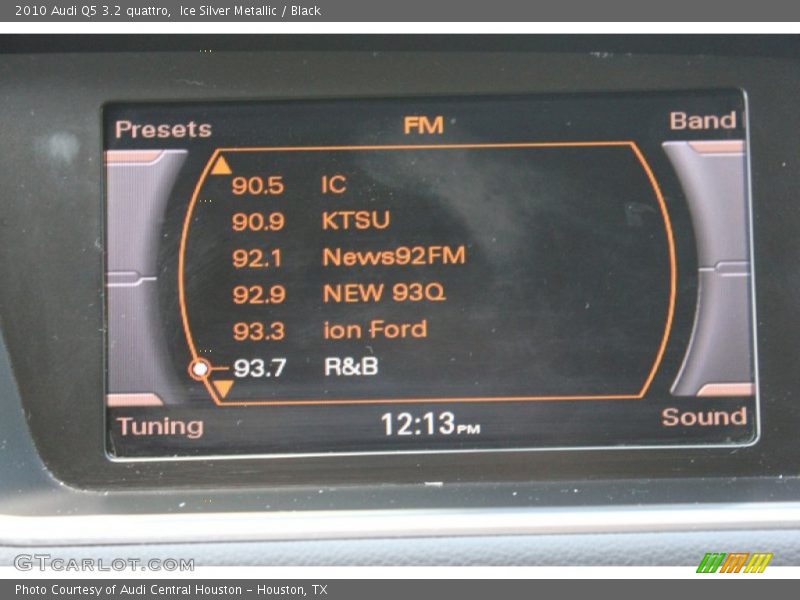 2010 Audi Q5 3.2 quattro,  Ice Silver Metallic / Black
Presets FM Band
90.5 IC
90.9 KTSU
92.1 News92FM
92.9 NEW 93Q
93.3 ion Ford
93.7 R&B
Tuning 12:13PM Sound
GTCARLOT.COM
Photo Courtesy of Audi Central Houston - Houston, TX